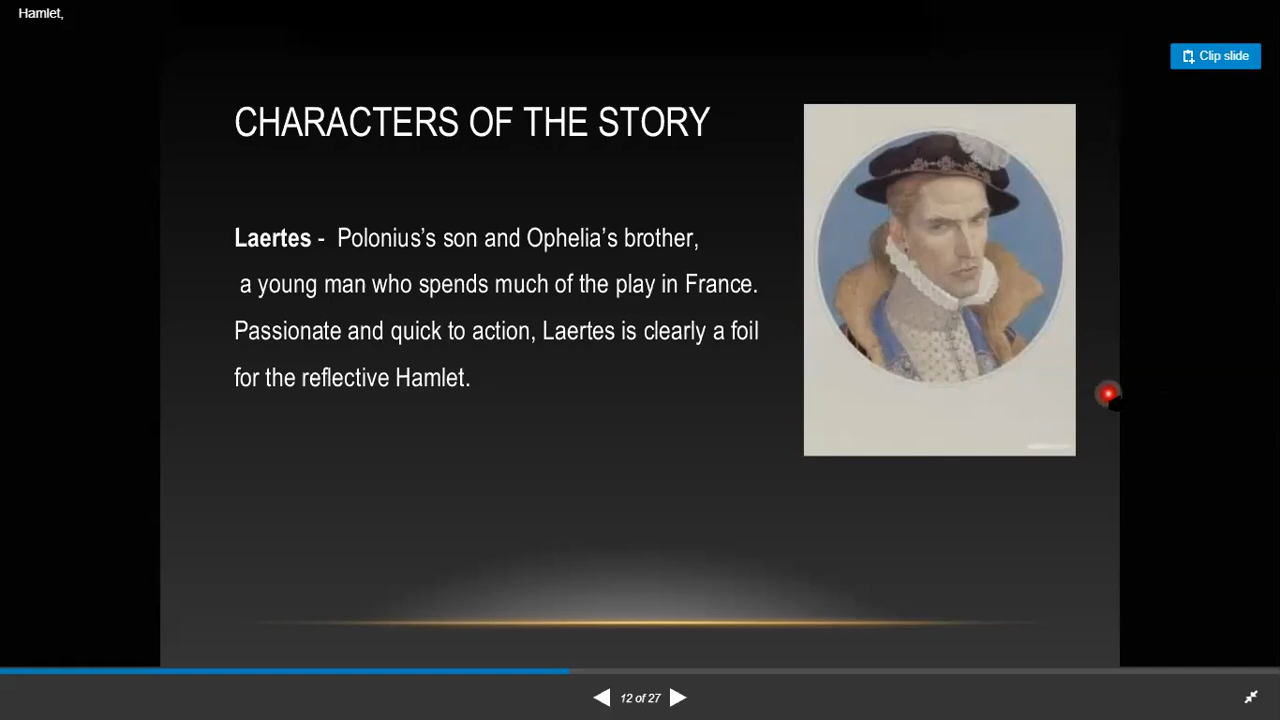 Hamlet,
Clip slide
CHARACTERS OF THE STORY
Laertes - Polonius’s son and Ophelia’s brother,
a young man who spends much of the play in France.
Passionate and quick to action, Laertes is clearly a foil
for the reflective Hamlet.
12 of 27